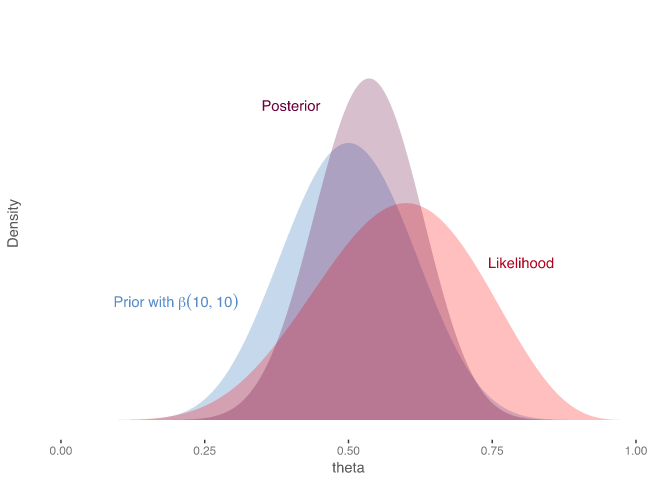 Posterior
Density
Likelihood
Prior with β(10, 10)
0.00 0.25 0.50 0.75 1.00
theta